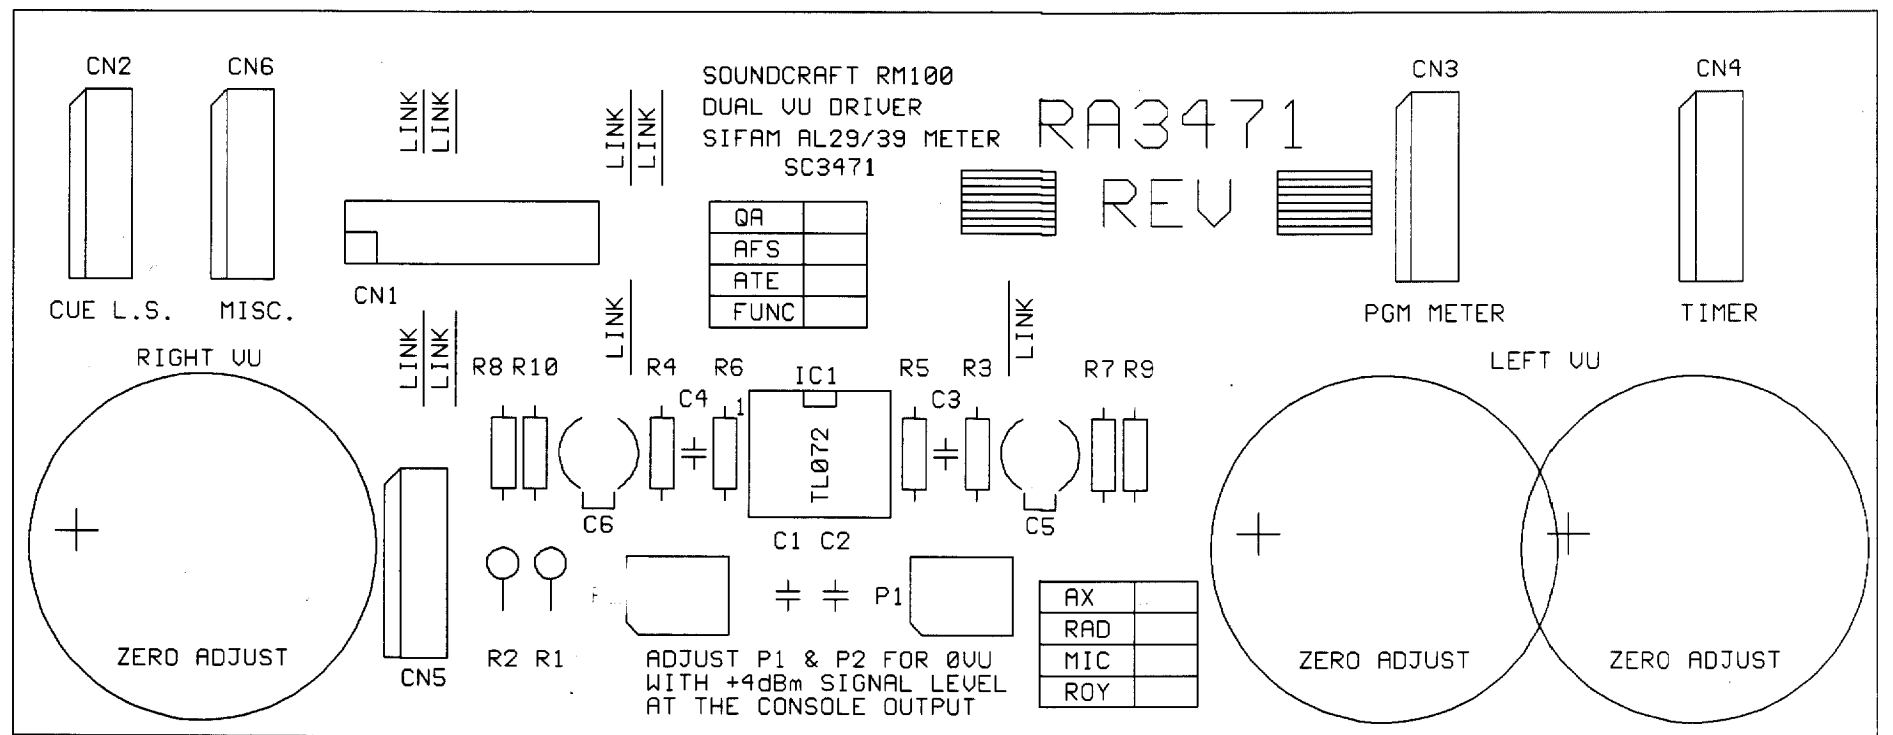 CN2
CN6
LINK
LINK
LINK
LINK
SOUNDCRAFT RM100
DUAL VU DRIVER
SIFAM AL29/39 METER
SC3471
RA3471
REV
CN3
CN4
QA
AFS
ATE
FUNC
CN1
CUE L.S.
MISC.
PGM METER
TIMER
LINK
LINK
LINK
LINK
RIGHT VU
LEFT VU
R8
R10
R4
C4
R6
1
IC1
TL072
R5
C3
R3
R7
R9
C6
C5
C1
C2
P1
AX
RAD
MIC
ROY
ZERO ADJUST
CN5
R2
R1
ADJUST P1 & P2 FOR 0VU
WITH +4dBm SIGNAL LEVEL
AT THE CONSOLE OUTPUT
ZERO ADJUST
ZERO ADJUST